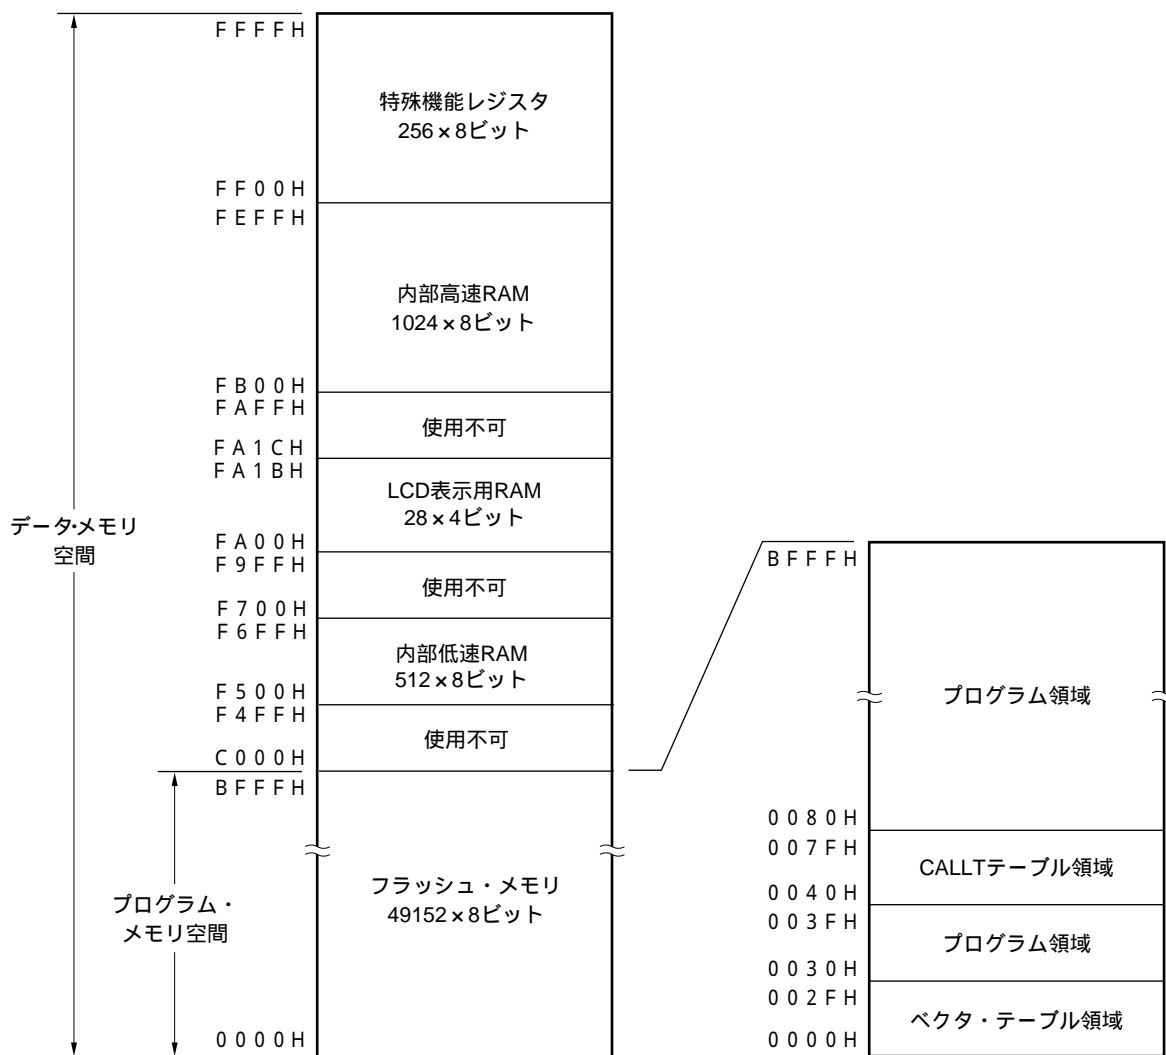 FFFFH
特殊機能レジスタ
256×8ビット
FF00H
FEFFH
内部高速RAM
1024×8ビット
FB00H
FAFFH
使用不可
FA1CH
FA1BH
LCD表示用RAM
28×4ビット
データ・メモリ
空間
FA00H
F9FFH
使用不可
F700H
F6FFH
内部低速RAM
512×8ビット
F500H
F4FFH
使用不可
C000H
BFFFH
フラッシュ・メモリ
49152×8ビット
プログラム・
メモリ空間
0000H
BFFFH
プログラム領域
0080H
007FH
CALLTテーブル領域
0040H
003FH
プログラム領域
0030H
002FH
ベクタ・テーブル領域
0000H